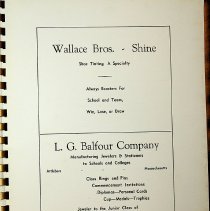 Wallace Bros. - Shine
Shoe Tinting A Specialty
Always Boosters For
School and Team,
Win, Lose, or Draw
L. G. Balfour Company
Manufacturing Jewelers & Stationers
to Schools and Colleges
Attleboro Massachusetts
Class Rings and Pins
Commencement Invitations
Diplomas—Personal Cards
Cups—Medals—Trophies
Jeweler to the Junior Class of